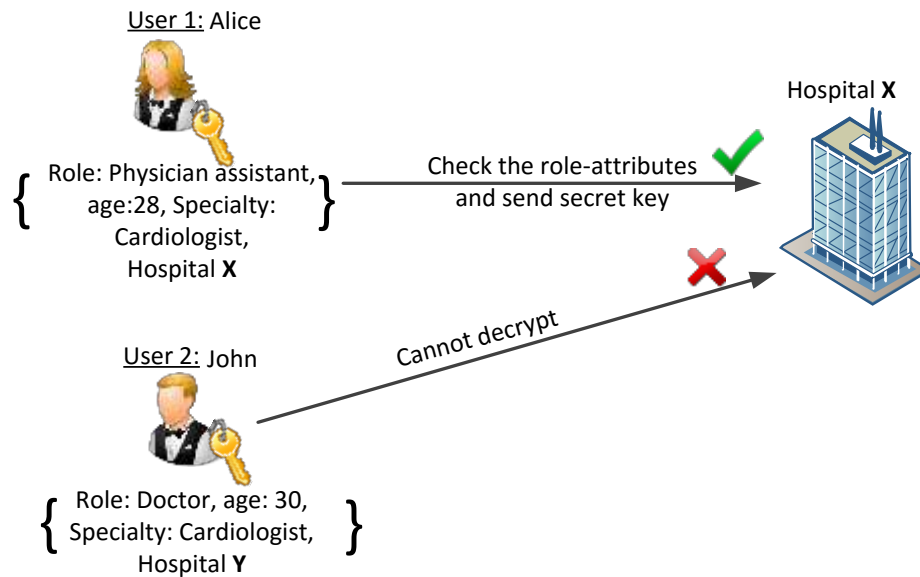 User 1: Alice
{ Role: Physician assistant, }
age:28, Specialty:
Cardiologist,
Hospital X
Check the role-attributes
and send secret key
Hospital X
Cannot decrypt
User 2: John
{ Role: Doctor, age: 30, }
Specialty: Cardiologist,
Hospital Y